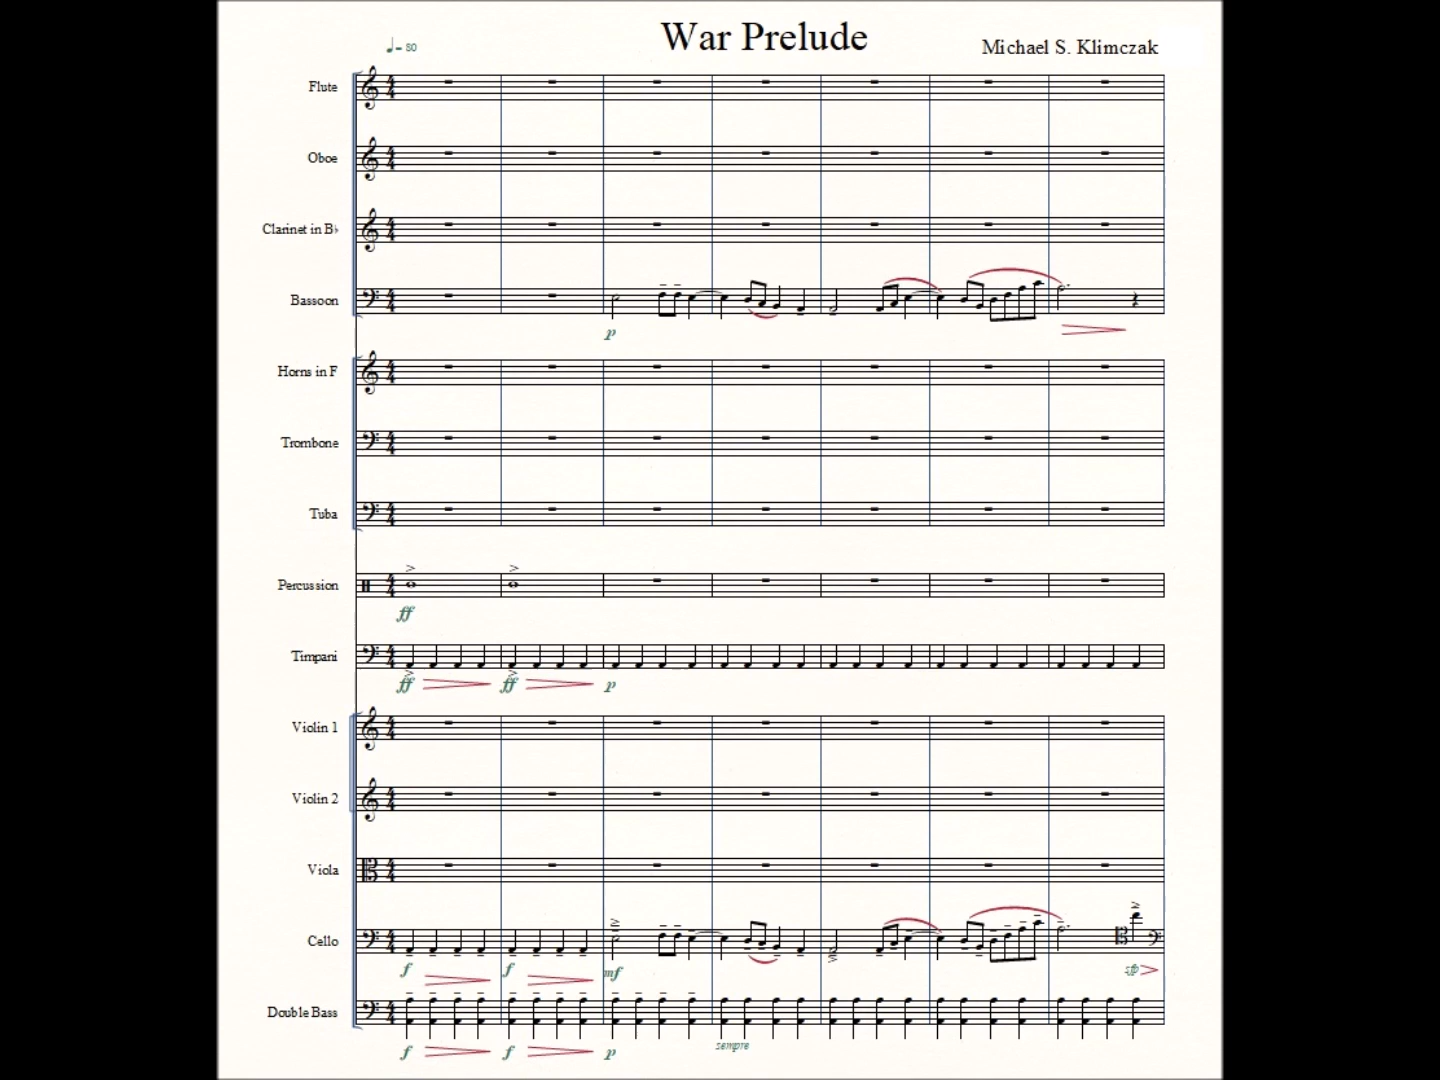 War Prelude
♩= 80
Michael S. Klimczak
Flute
Oboe
Clarinet in B♭
Bassoon
p
Horns in F
Trombone
Tuba
Percussion
ff
Timpani
ff ff p
Violin 1
Violin 2
Viola
Cello
f f mf sfp
Double Bass
f f p sempre